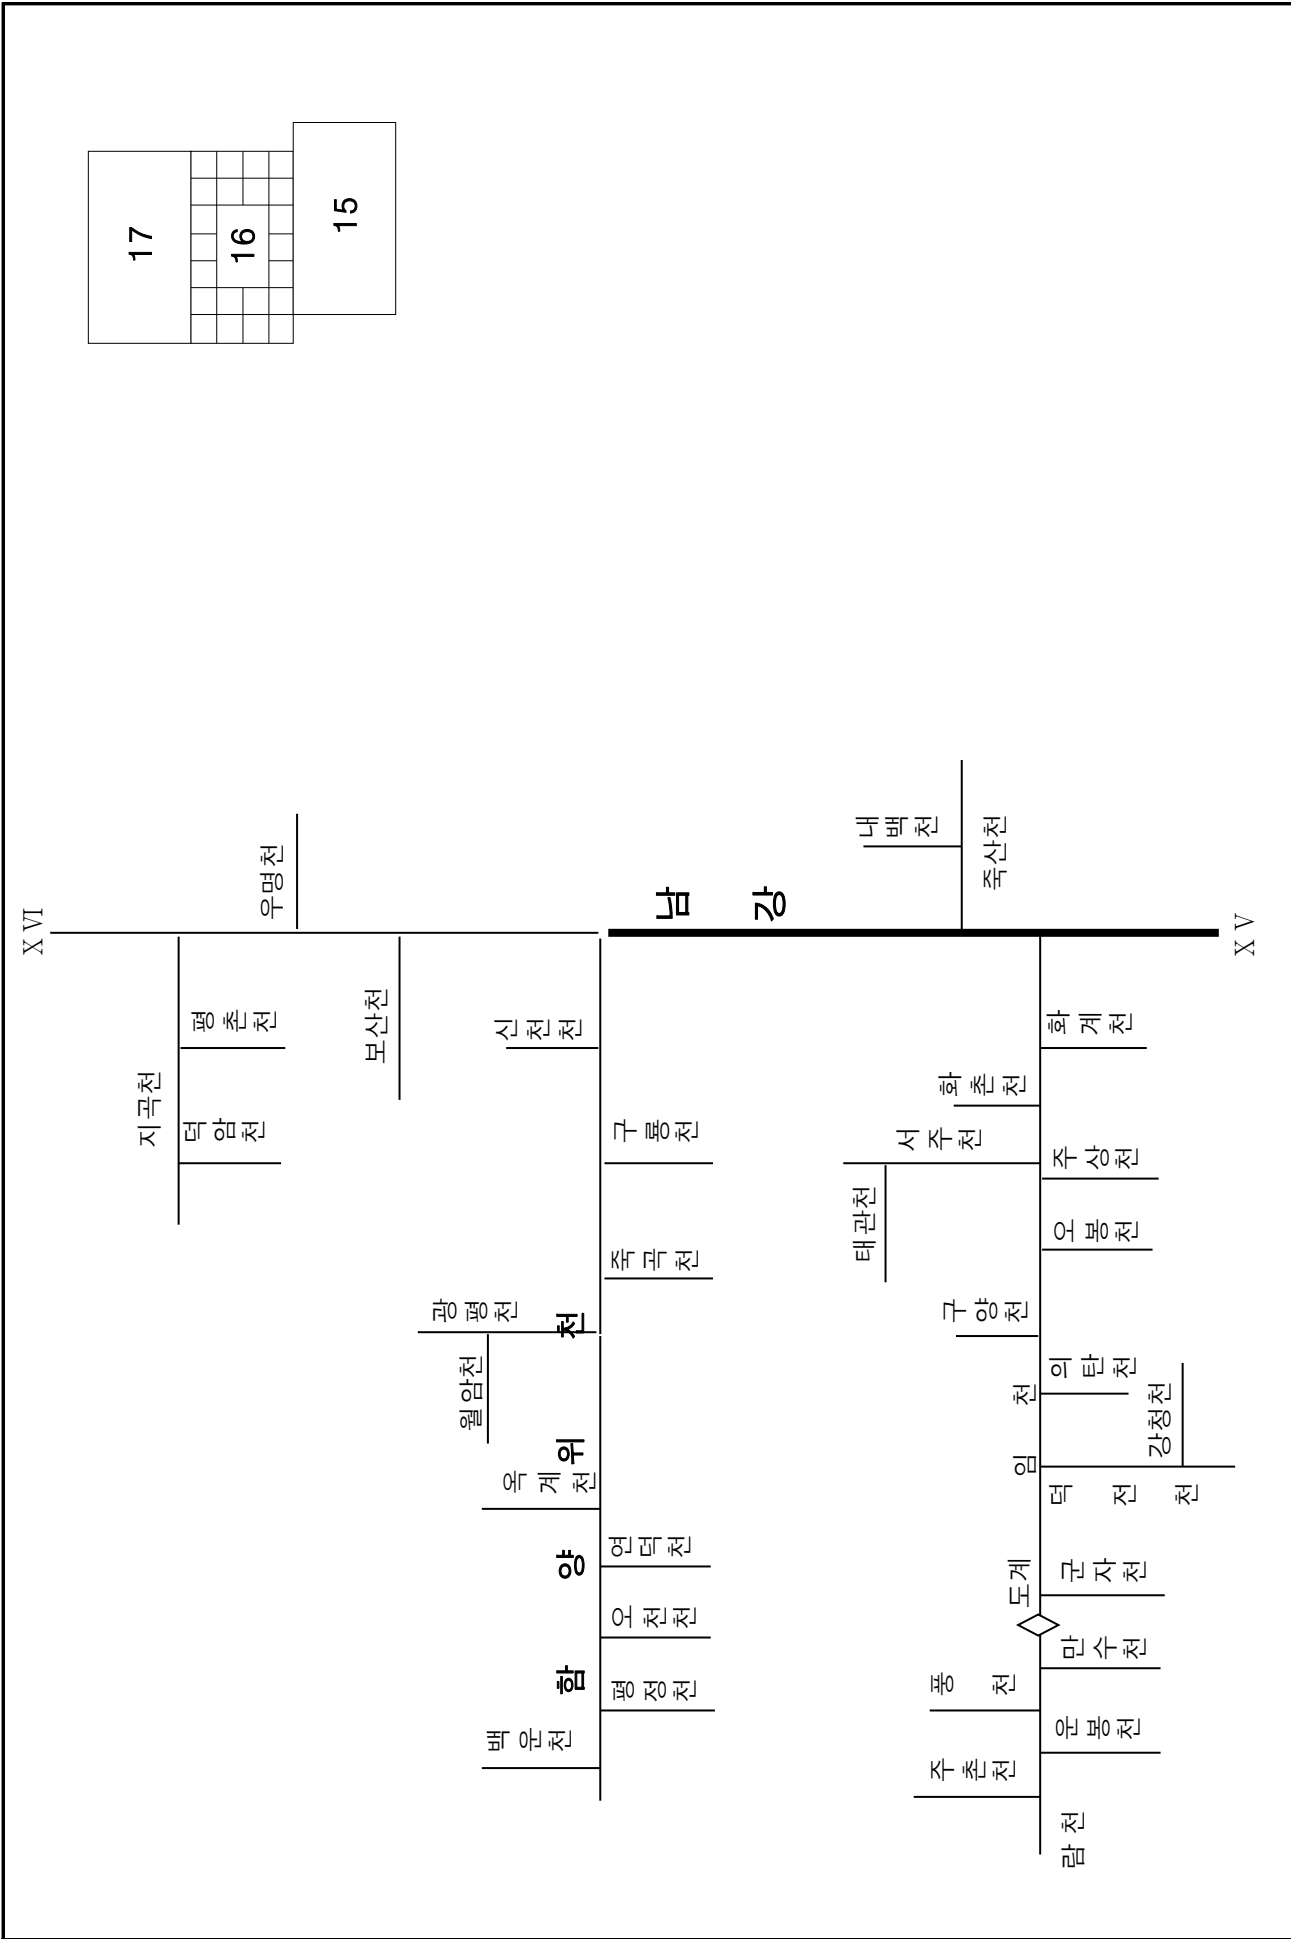 X VI
17
16
15
지곡천
덕암천
평촌천
우명천
보산천
백운천
옥계천
월암천
광평천
신천천
함양위천
평정천
오천천
연덕천
죽곡천
구룡천
남강
태관천
서주천
내백천
축산천
주촌천
풍천
구양천
화촌천
도계
임천
람천
운봉천
만수천
군자천
덕전천
강청천
의탄천
오봉천
주상천
화계천
X V